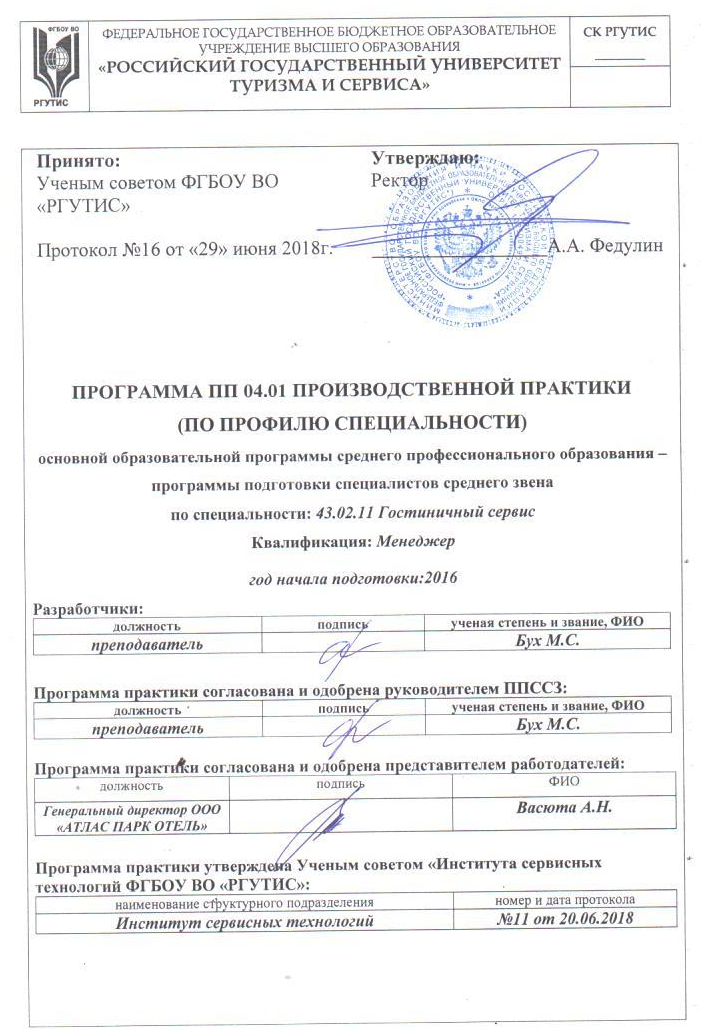 ФГБОУ ВО
РГУТИС
ФЕДЕРАЛЬНОЕ ГОСУДАРСТВЕННОЕ БЮДЖЕТНОЕ ОБРАЗОВАТЕЛЬНОЕ
УЧРЕЖДЕНИЕ ВЫСШЕГО ОБРАЗОВАНИЯ
«РОССИЙСКИЙ ГОСУДАРСТВЕННЫЙ УНИВЕРСИТЕТ
ТУРИЗМА И СЕРВИСА»
СК РГУТИС
Принято:
Ученым советом ФГБОУ ВО
«РГУТИС»
Протокол №16 от «29» июня 2018г.
Утверждаю:
Ректор
А.А. Федулин
ПРОГРАММА ПП 04.01 ПРОИЗВОДСТВЕННОЙ ПРАКТИКИ
(ПО ПРОФИЛЮ СПЕЦИАЛЬНОСТИ)
основной образовательной программы среднего профессионального образования –
программы подготовки специалистов среднего звена
по специальности: 43.02.11 Гостиничный сервис
Квалификация: Менеджер
год начала подготовки:2016
Разработчики:
должность подпись ученая степень и звание, ФИО
преподаватель Бух М.С.
Программа практики согласована и одобрена руководителем ППССЗ:
должность подпись ученая степень и звание, ФИО
преподаватель Бух М.С.
Программа практики согласована и одобрена представителем работодателей:
должность подпись ФИО
Генеральный директор ООО Васюта А.Н.
«АТЛАС ПАРК ОТЕЛЬ»
Программа практики утверждена Ученым советом «Института сервисных
технологий ФГБОУ ВО «РГУТИС»:
наименование структурного подразделения номер и дата протокола
Институт сервисных технологий №11 от 20.06.2018